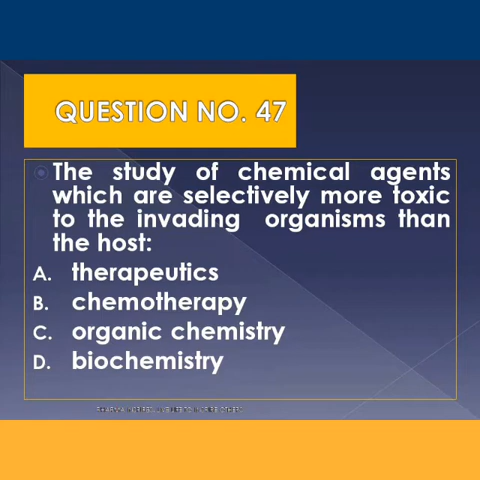 QUESTION NO. 47
The study of chemical agents
which are selectively more toxic
to the invading organisms than
the host:
A. therapeutics
B. chemotherapy
C. organic chemistry
D. biochemistry